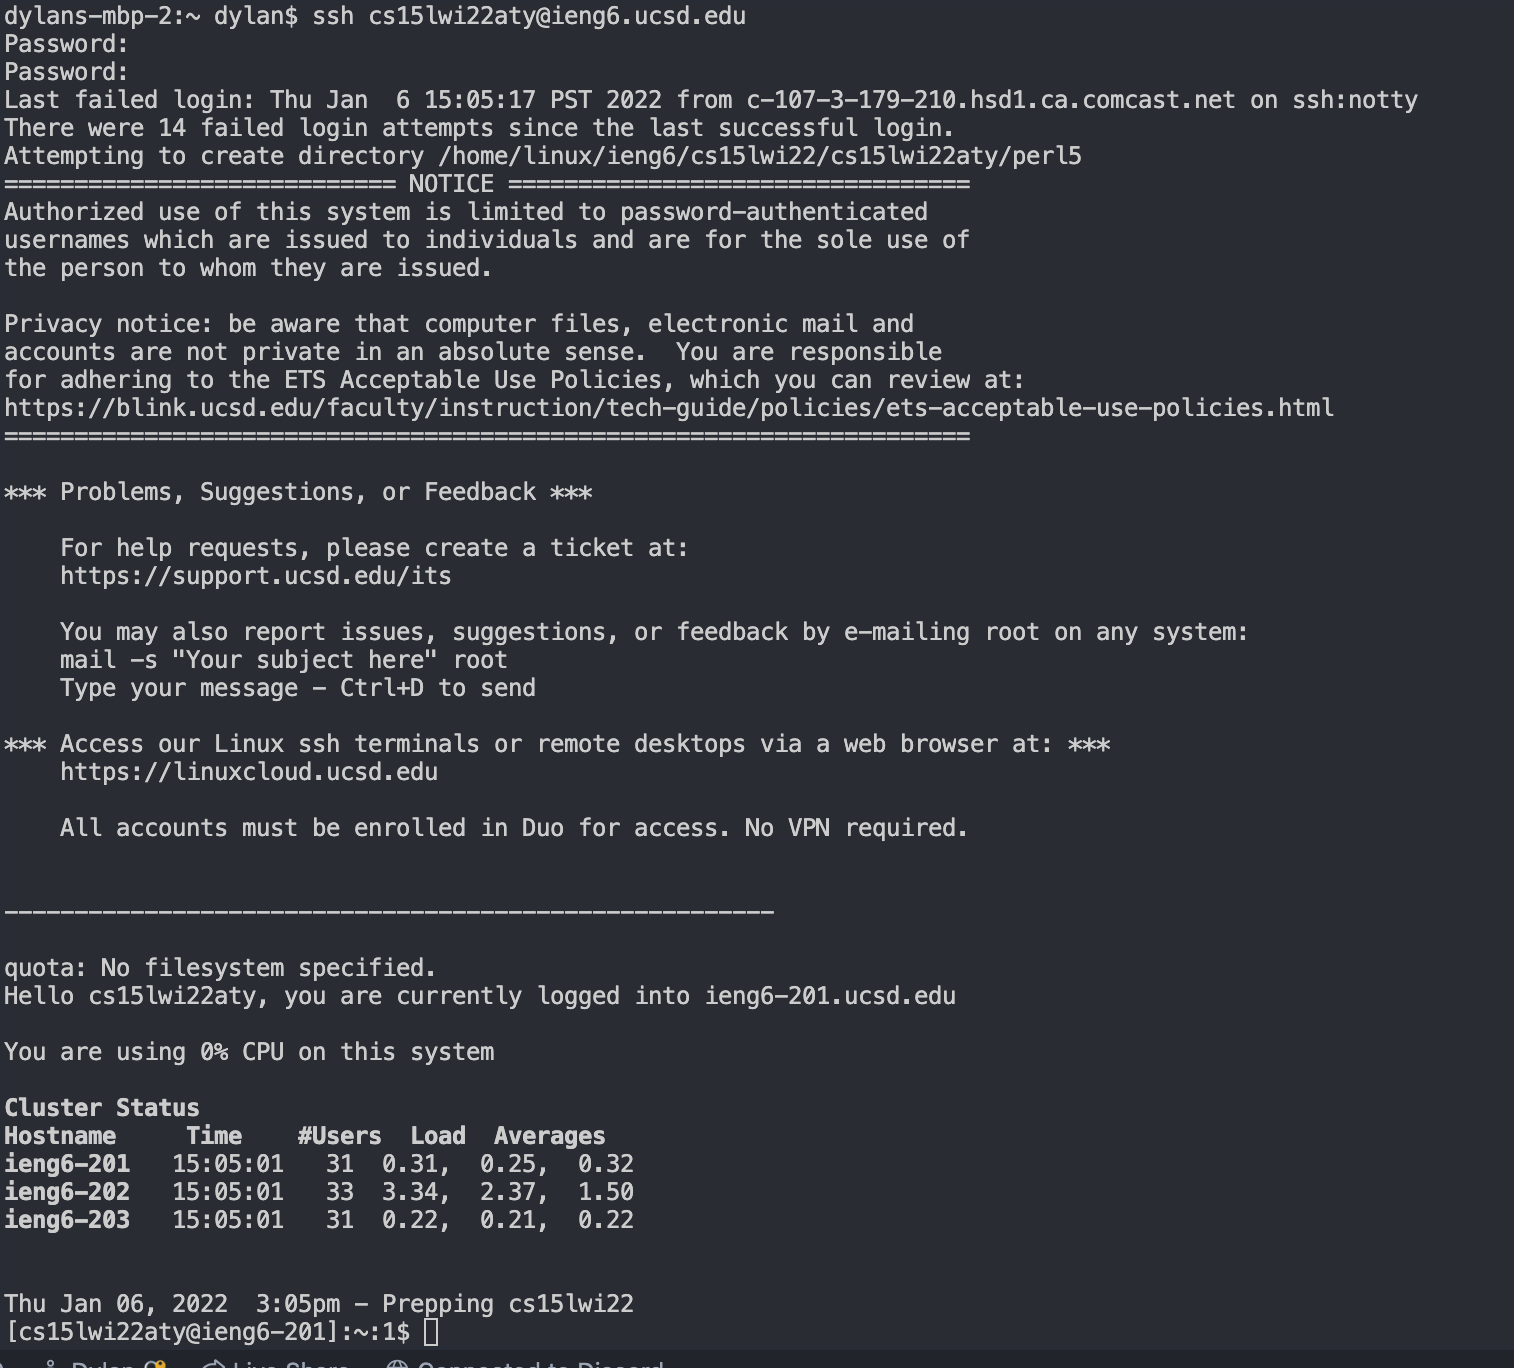 dylans-mbp-2:~ dylan$ ssh cs15lwi22aty@ieng6.ucsd.edu
Password:
Password:
Last failed login: Thu Jan  6 15:05:17 PST 2022 from c-107-3-179-210.hsd1.ca.comcast.net on ssh:notty
There were 14 failed login attempts since the last successful login.
Attempting to create directory /home/linux/ieng6/cs15lwi22/cs15lwi22aty/perl5
============================ NOTICE =================================
Authorized use of this system is limited to password-authenticated
usernames which are issued to individuals and are for the sole use of
the person to whom they are issued.
Privacy notice: be aware that computer files, electronic mail and
accounts are not private in an absolute sense.  You are responsible
for adhering to the ETS Acceptable Use Policies, which you can review at:
https://blink.ucsd.edu/faculty/instruction/tech-guide/policies/ets-acceptable-use-policies.html
=====================================================================
*** Problems, Suggestions, or Feedback ***
    For help requests, please create a ticket at:
    https://support.ucsd.edu/its
    You may also report issues, suggestions, or feedback by e-mailing root on any system:
    mail -s "Your subject here" root
    Type your message - Ctrl+D to send
*** Access our Linux ssh terminals or remote desktops via a web browser at: ***
    https://linuxcloud.ucsd.edu
    All accounts must be enrolled in Duo for access. No VPN required.
-------------------------------------------------------
quota: No filesystem specified.
Hello cs15lwi22aty, you are currently logged into ieng6-201.ucsd.edu
You are using 0% CPU on this system
Cluster Status
Hostname     Time    #Users  Load  Averages
ieng6-201   15:05:01   31  0.31,  0.25,  0.32
ieng6-202   15:05:01   33  3.34,  2.37,  1.50
ieng6-203   15:05:01   31  0.22,  0.21,  0.22
Thu Jan 06, 2022  3:05pm - Prepping cs15lwi22
[cs15lwi22aty@ieng6-201]:~:1$
Dylan Live Share Connected to Discord